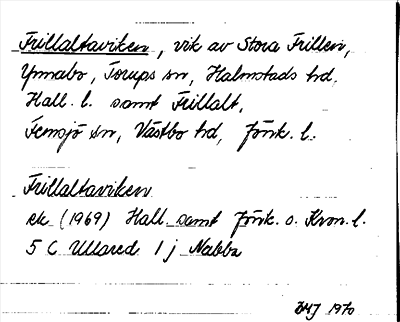 Frillaltaviken, vik av Stora Frillen,
Ynnabo, Torups sn, Halmstads hd,
Hall. l. samt Frillalt,
Femsjö sn, Västbo hd, Jönk. l.
Frillaltaviken
ek (1969) Hall. samt Jönk. o. Kron. l.
5 C Ullared 1 j Nabba
1970